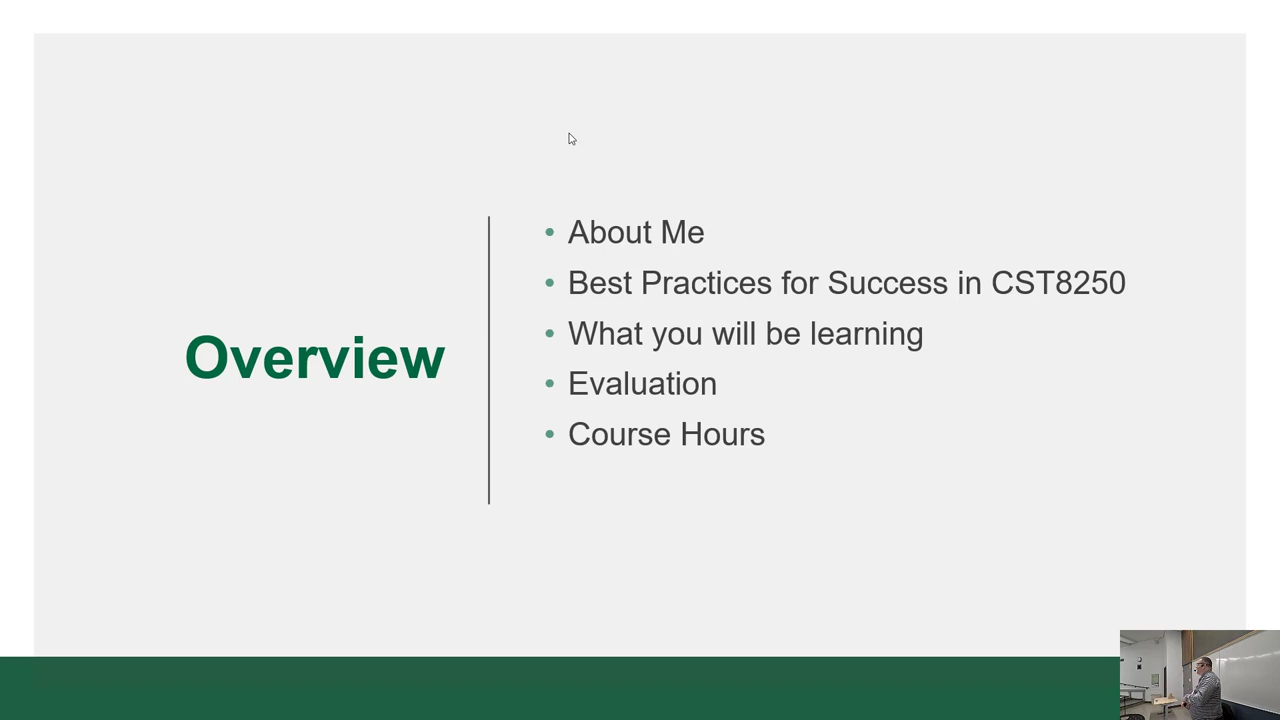 Overview
About Me
Best Practices for Success in CST8250
What you will be learning
Evaluation
Course Hours